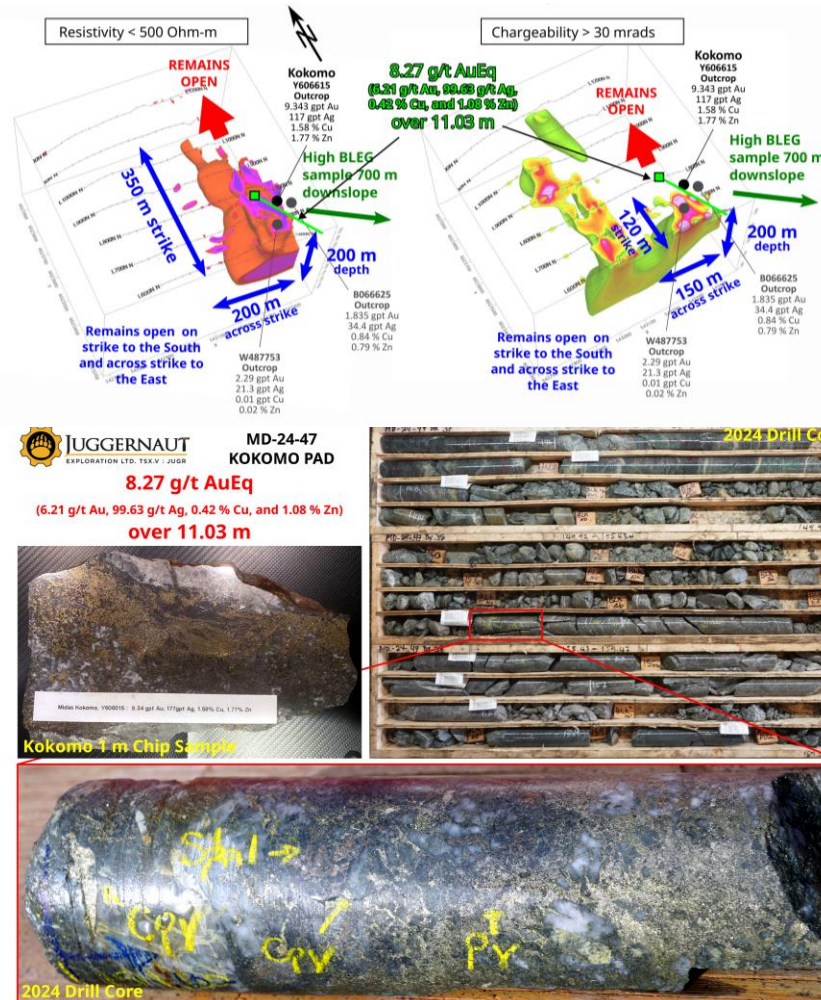 Resistivity < 500 Ohm-m
Chargeability > 30 mrads
REMAINS
OPEN
Kokomo
Y606615
Outcrop
9.343 gpt Au
117 gpt Ag
1.58 % Cu
1.77 % Zn
8.27 g/t AuEq
(6.21 g/t Au, 99.63 g/t Ag,
0.42 % Cu, and 1.08 % Zn)
over 11.03 m
High BLEG
sample 700 m
downslope
350 m strike
200 m
depth
200 m
across strike
B066625
Outcrop
1.835 gpt Au
34.4 gpt Ag
0.84 % Cu
0.79 % Zn
Remains open on
strike to the South
and across strike to
the East
W487753
Outcrop
2.29 gpt Au
21.3 gpt Ag
0.01 gpt Cu
0.02 % Zn
REMAINS
OPEN
Kokomo
Y606615
Outcrop
9.343 gpt Au
117 gpt Ag
1.58 % Cu
1.77 % Zn
High BLEG
sample 700 m
downslope
120 m
strike
200 m
depth
150 m
across strike
B066625
Outcrop
1.835 gpt Au
34.4 gpt Ag
0.84 % Cu
0.79 % Zn
Remains open on
strike to the South
and across strike to
the East
W487753
Outcrop
2.29 gpt Au
21.3 gpt Ag
0.01 gpt Cu
0.02 % Zn
JUGGERNAUT
EXPLORATION LTD. TSX.V : JUGR
MD-24-47
KOKOMO PAD
8.27 g/t AuEq
(6.21 g/t Au, 99.63 g/t Ag, 0.42 % Cu, and 1.08 % Zn)
over 11.03 m
Kokomo 1 m Chip Sample
2024 Drill Co
Cpy
Cpy
Py
2024 Drill Core